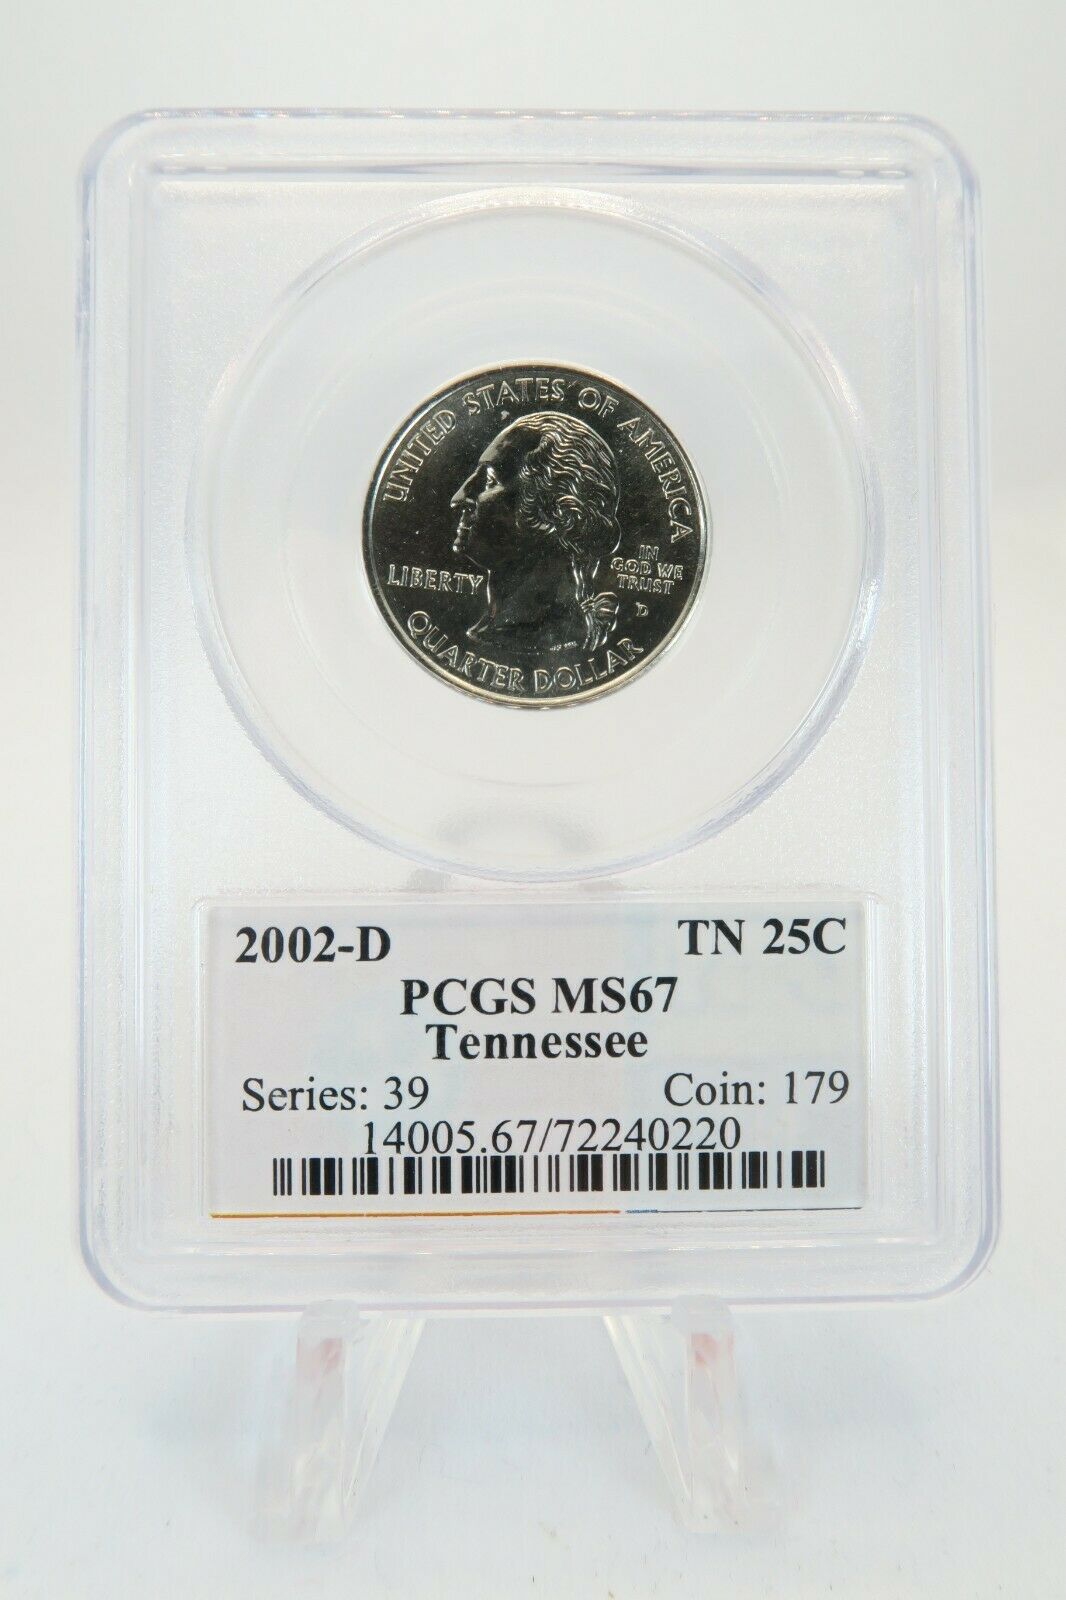 UNITED STATES OF AMERICA
LIBERTY
IN
GOD WE
TRUST
D
QUARTER DOLLAR
2002-D TN 25C
PCGS MS67
Tennessee
Series: 39 Coin: 179
14005.67/72240220